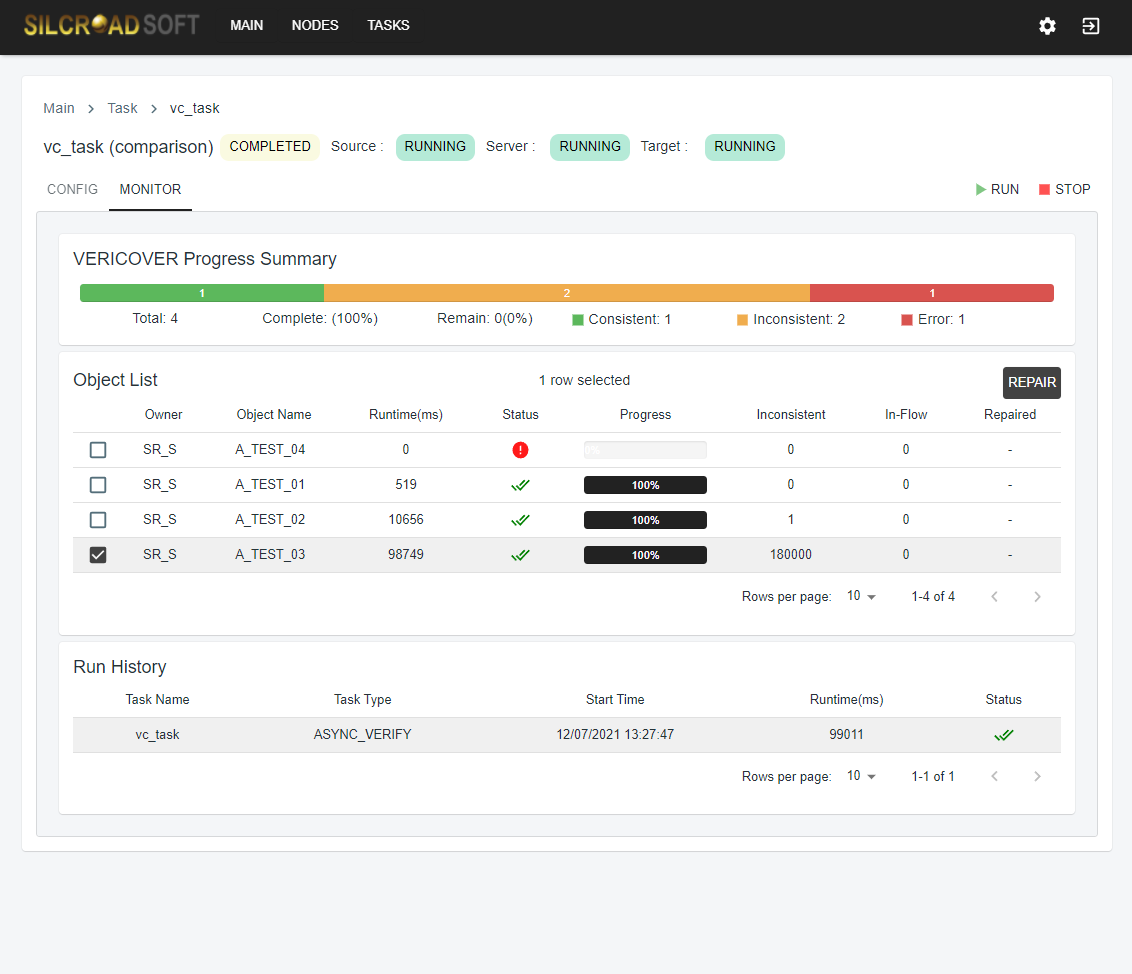 SILCROAD SOFT MAIN NODES TASKS
Main > Task > vc_task
vc_task (comparison) COMPLETED Source : RUNNING Server : RUNNING Target : RUNNING
CONFIG MONITOR RUN STOP
VERICOVER Progress Summary
1 2 1
Total: 4 Complete: (100%) Remain: 0(0%) Consistent: 1 Inconsistent: 2 Error: 1
Object List 1 row selected REPAIR
Owner Object Name Runtime(ms) Status Progress Inconsistent In-Flow Repaired
SR_S A_TEST_04 0 0% 0 0 -
SR_S A_TEST_01 519 100% 0 0 -
SR_S A_TEST_02 10656 100% 1 0 -
SR_S A_TEST_03 98749 100% 180000 0 -
Rows per page: 10 1-4 of 4
Run History
Task Name Task Type Start Time Runtime(ms) Status
vc_task ASYNC_VERIFY 12/07/2021 13:27:47 99011
Rows per page: 10 1-1 of 1